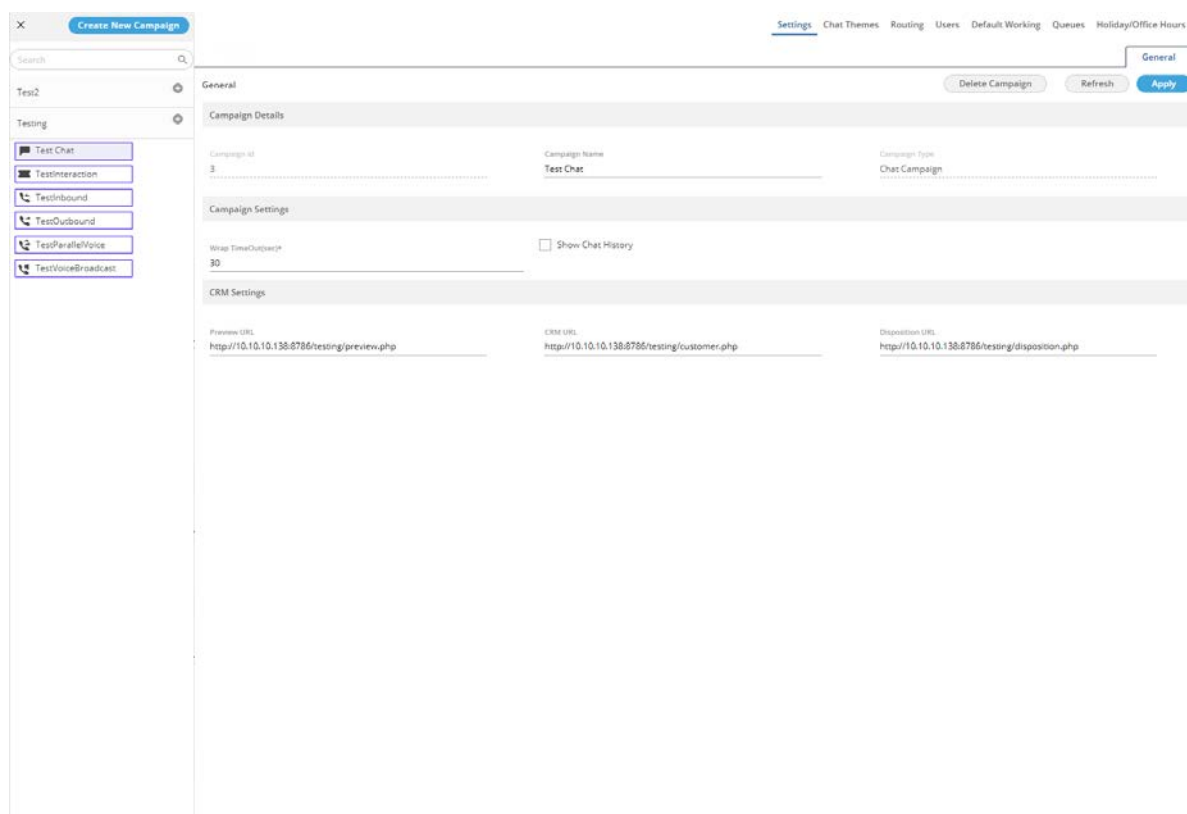 Create New Campaign
Settings Chat Themes Routing Users Default Working Queues Holiday/Office Hours
Search
General
Test2
General
Delete Campaign Refresh Apply
Testing
Campaign Details
Test Chat
TestInteraction
TestInbound
TestOutbound
TestParallelVoice
TestVoiceBroadcast
Campaign Id Campaign Name Campaign Type
3 Test Chat Chat Campaign
Campaign Settings
Wrap TimeOut(sec)*
30
Show Chat History
CRM Settings
Preview URL CRM URL Disposition URL
http://10.10.10.138:8786/testing/preview.php http://10.10.10.138:8786/testing/customer.php http://10.10.10.138:8786/testing/disposition.php